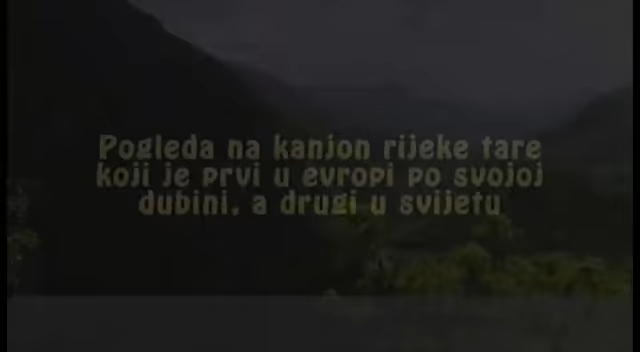 Pogleda na kanjon rijeke tare
koji je prvi u evropi po svojoj
dubini, a drugi u svijetu